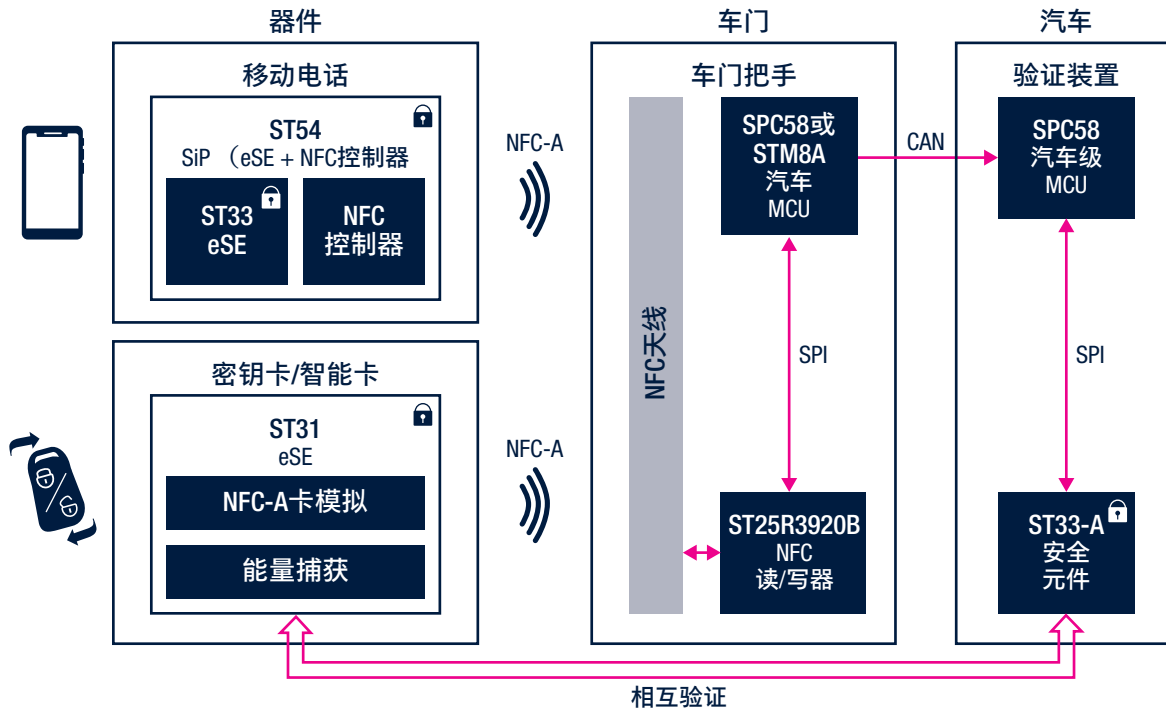 器件
移动电话
ST54
SiP （eSE + NFC控制器
ST33
eSE
NFC
控制器
NFC-A
密钥卡/智能卡
ST31
eSE
NFC-A卡模拟
能量捕获
NFC-A
车门
车门把手
NFC天线
SPC58或
STM8A
汽车
MCU
SPI
ST25R3920B
NFC
读/写器
CAN
汽车
验证装置
SPC58
汽车级
MCU
SPI
ST33-A
安全
元件
相互验证